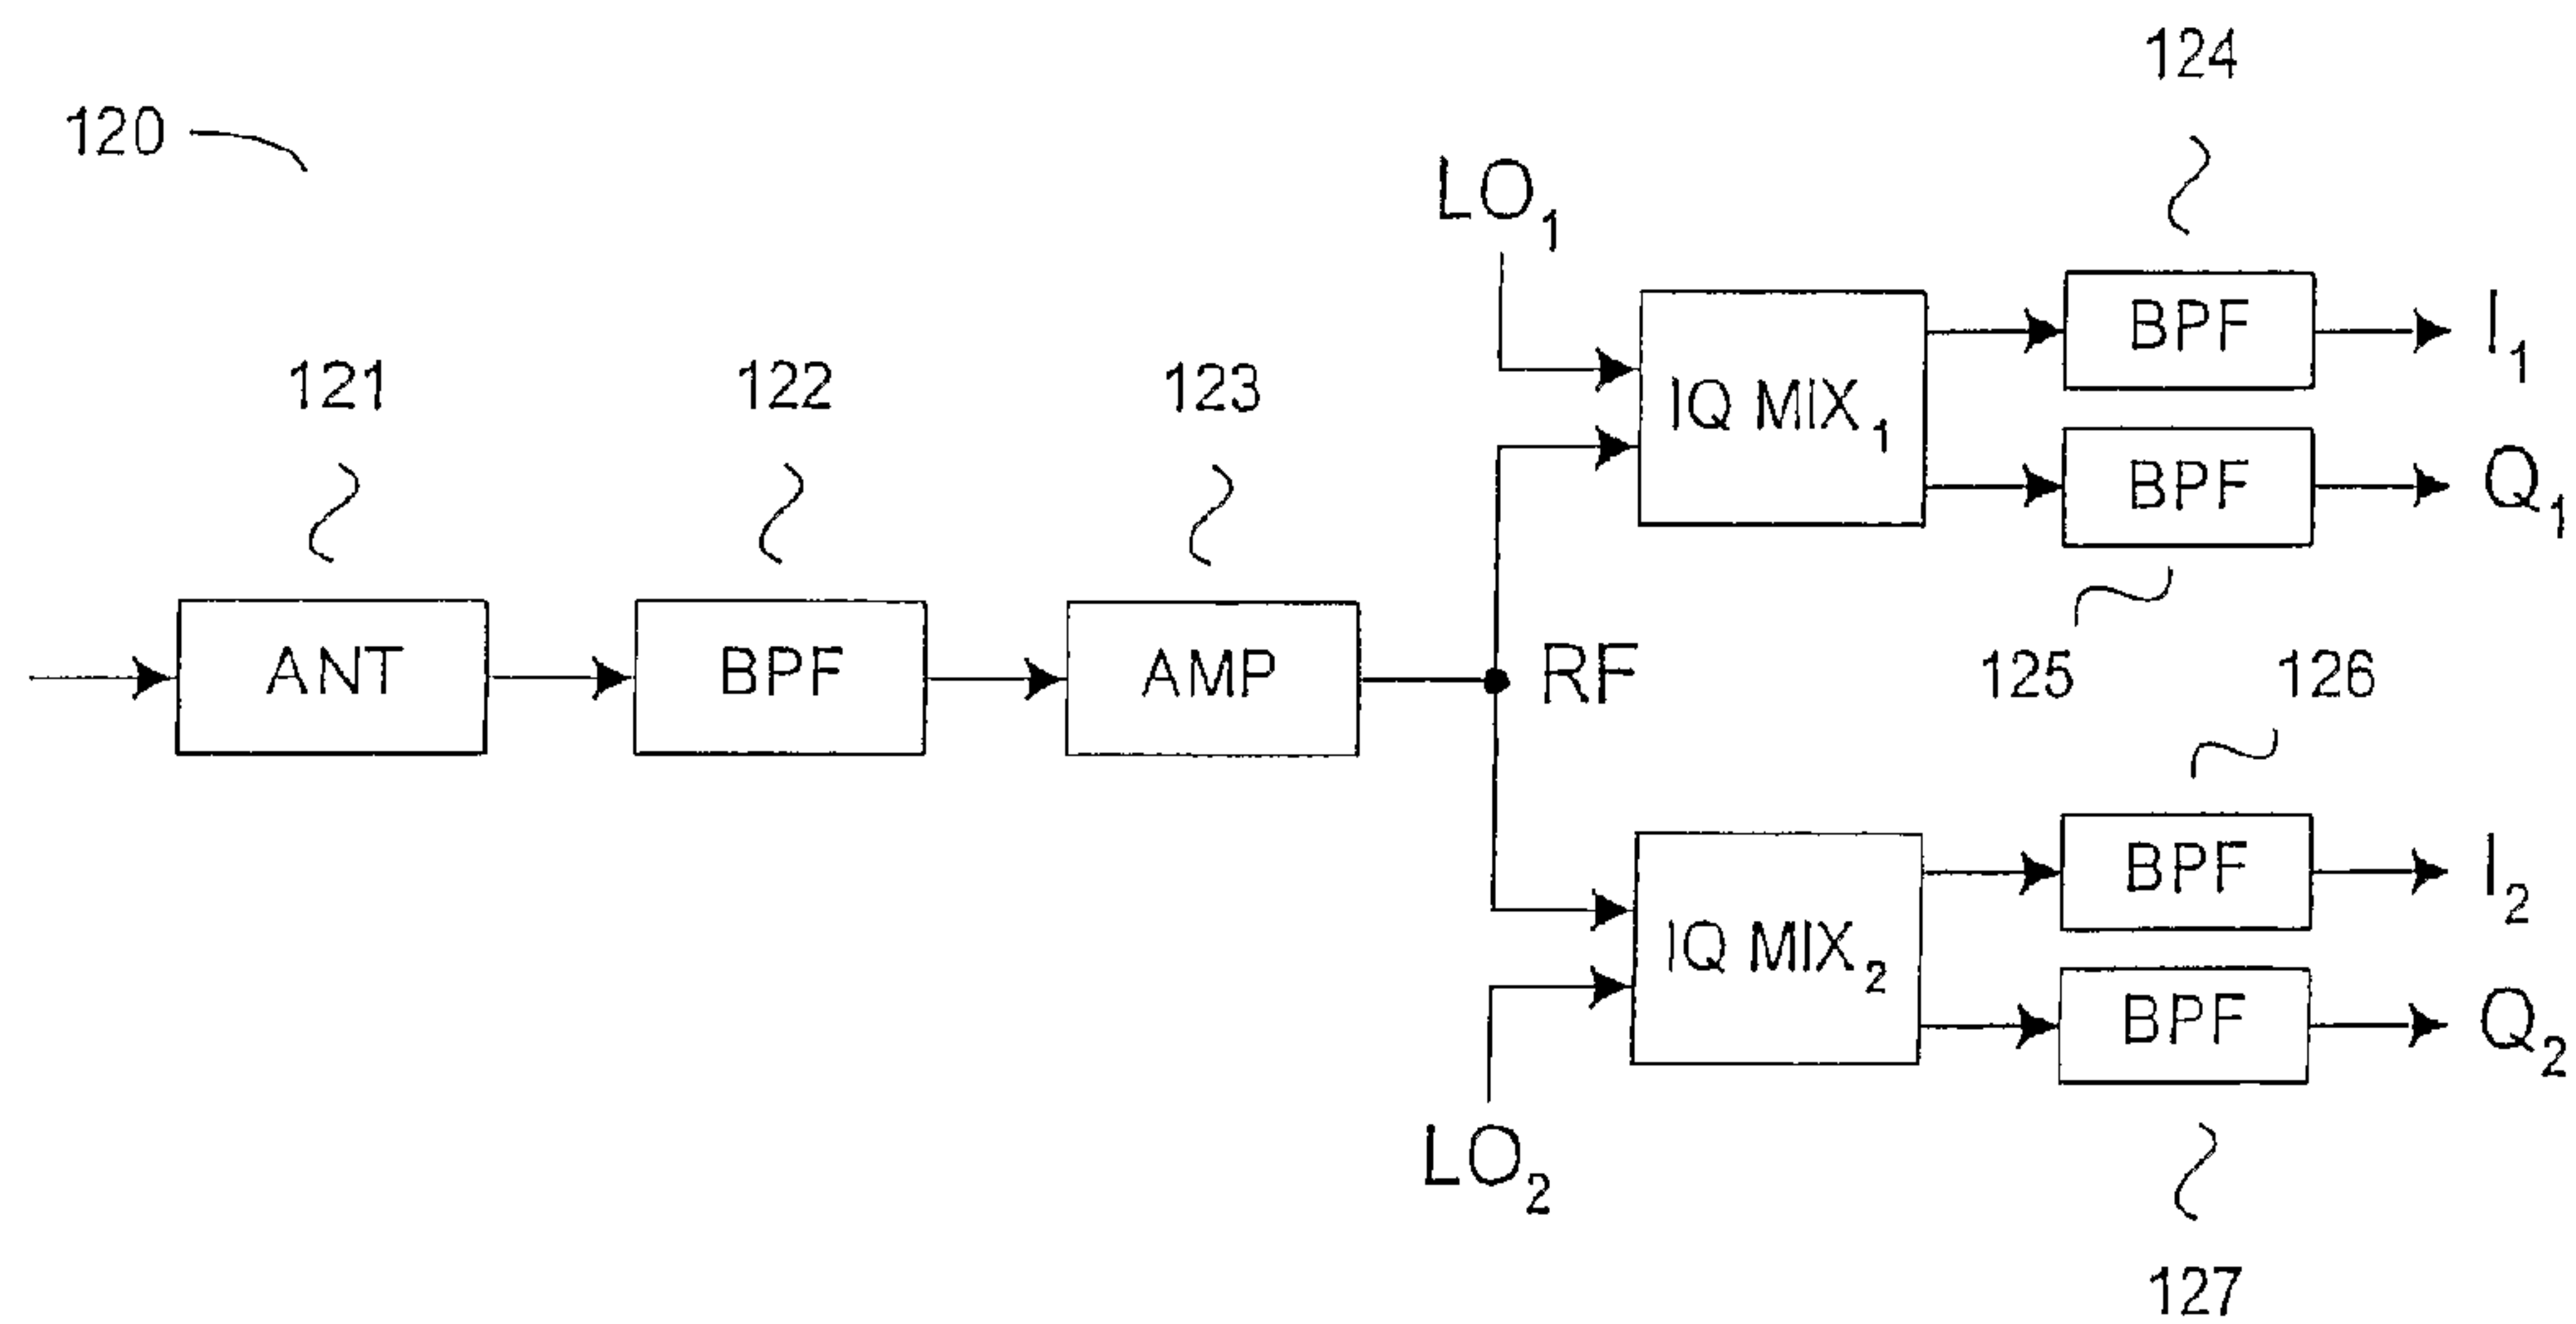 120
124
LO1
121
122
123
BPF
I1
IQ MIX1
BPF
Q1
ANT
BPF
AMP
RF
125
126
BPF
I2
IQ MIX2
BPF
Q2
LO2
127